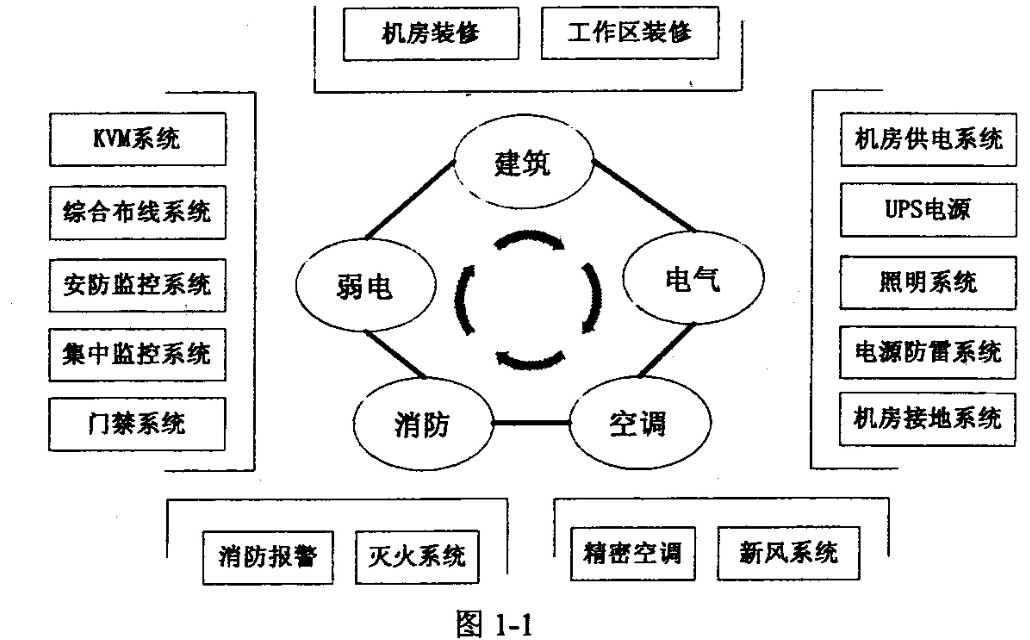 机房装修
工作区装修
KVM系统
综合布线系统
安防监控系统
集中监控系统
门禁系统
建筑
弱电
电气
消防
空调
机房供电系统
UPS电源
照明系统
电源防雷系统
机房接地系统
消防报警
灭火系统
精密空调
新风系统
图 1-1